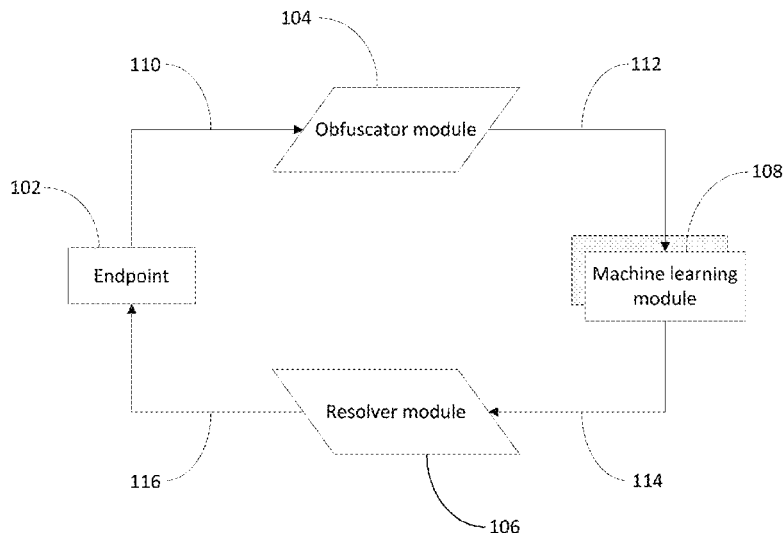 104
110
112
Obfuscator module
102
108
Endpoint
Machine learning
module
Resolver module
116
114
106